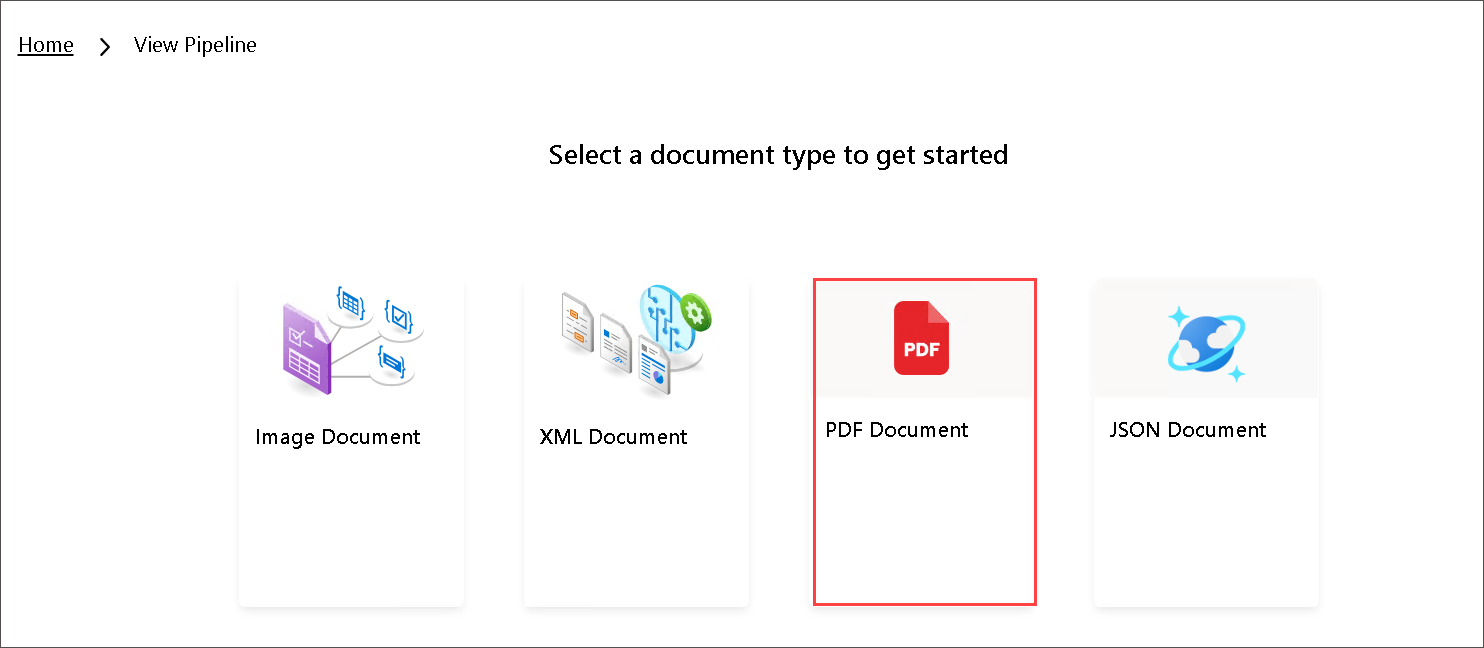 Home > View Pipeline
Select a document type to get started
PDF
Image Document
XML Document
PDF Document
JSON Document